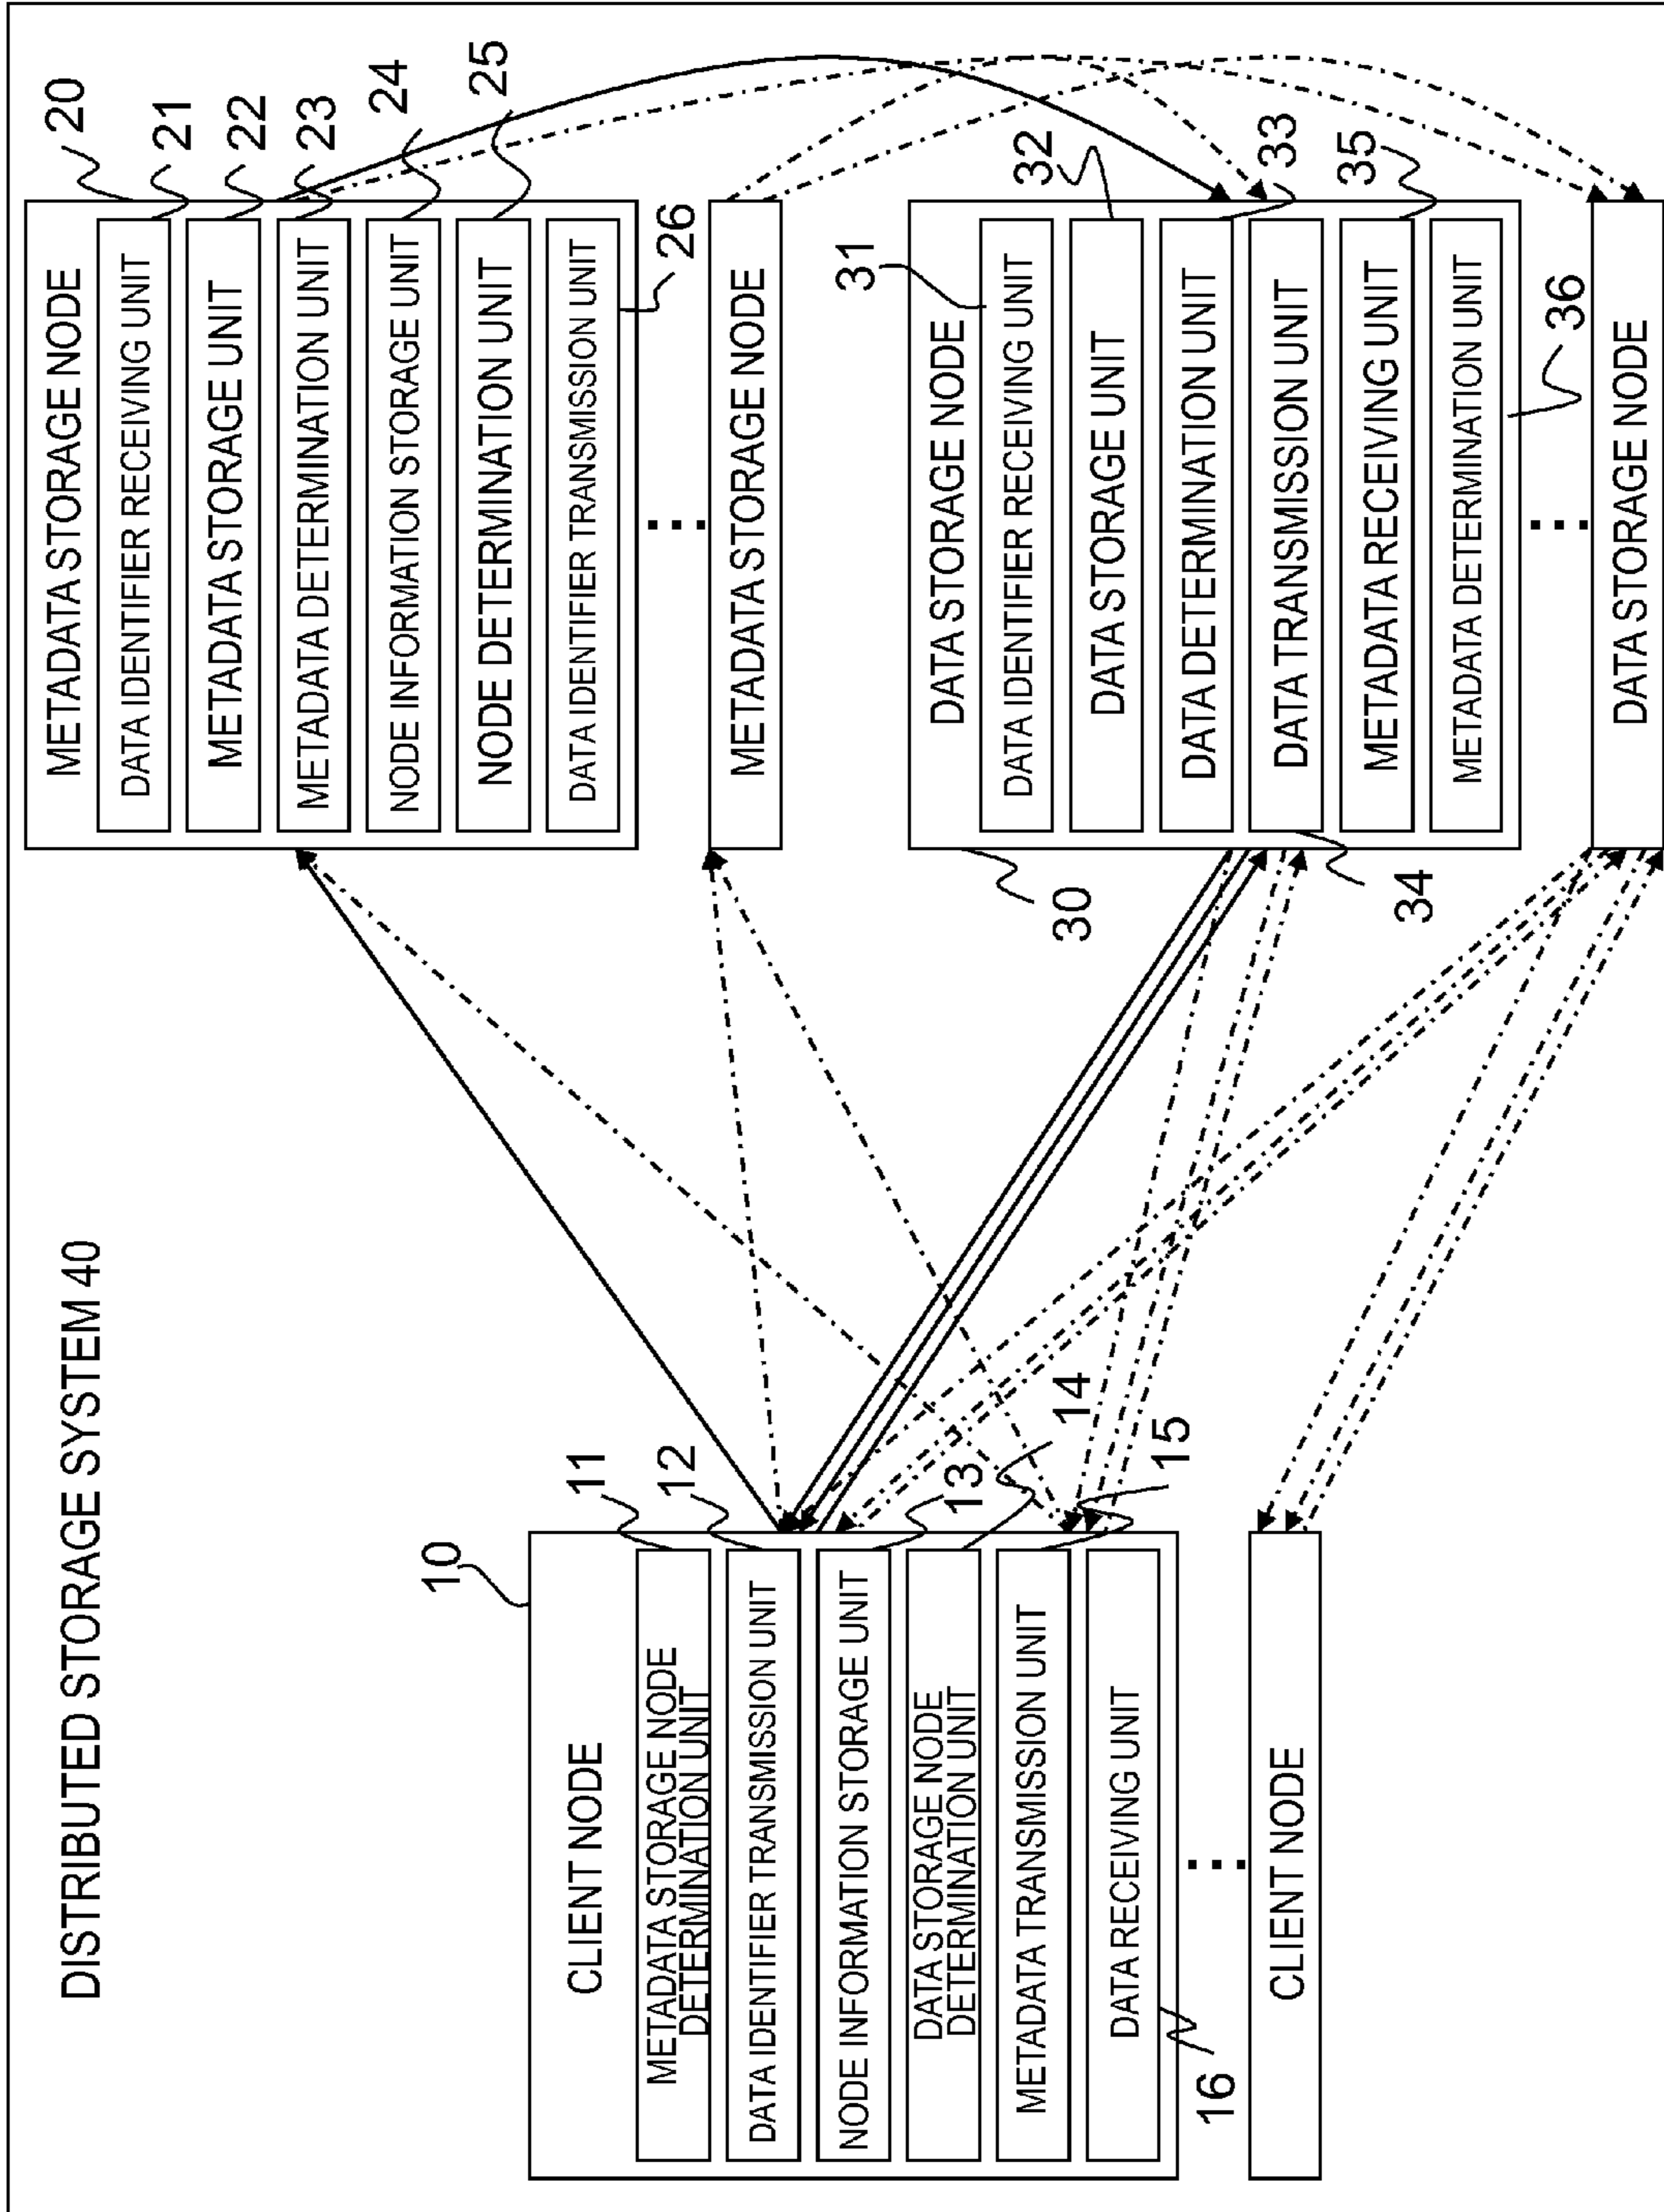 DISTRIBUTED STORAGE SYSTEM 40
10
CLIENT NODE
METADATA STORAGE NODE
DETERMINATION UNIT
11
DATA IDENTIFIER TRANSMISSION UNIT
12
NODE INFORMATION STORAGE UNIT
13
DATA STORAGE NODE
DETERMINATION UNIT
14
METADATA TRANSMISSION UNIT
15
DATA RECEIVING UNIT
16
CLIENT NODE
20
METADATA STORAGE NODE
DATA IDENTIFIER RECEIVING UNIT
21
METADATA STORAGE UNIT
22
METADATA DETERMINATION UNIT
23
NODE INFORMATION STORAGE UNIT
24
NODE DETERMINATION UNIT
25
DATA IDENTIFIER TRANSMISSION UNIT
26
METADATA STORAGE NODE
30
DATA STORAGE NODE
31
DATA IDENTIFIER RECEIVING UNIT
DATA STORAGE UNIT
32
DATA DETERMINATION UNIT
33
DATA TRANSMISSION UNIT
34
METADATA RECEIVING UNIT
35
METADATA DETERMINATION UNIT
36
DATA STORAGE NODE